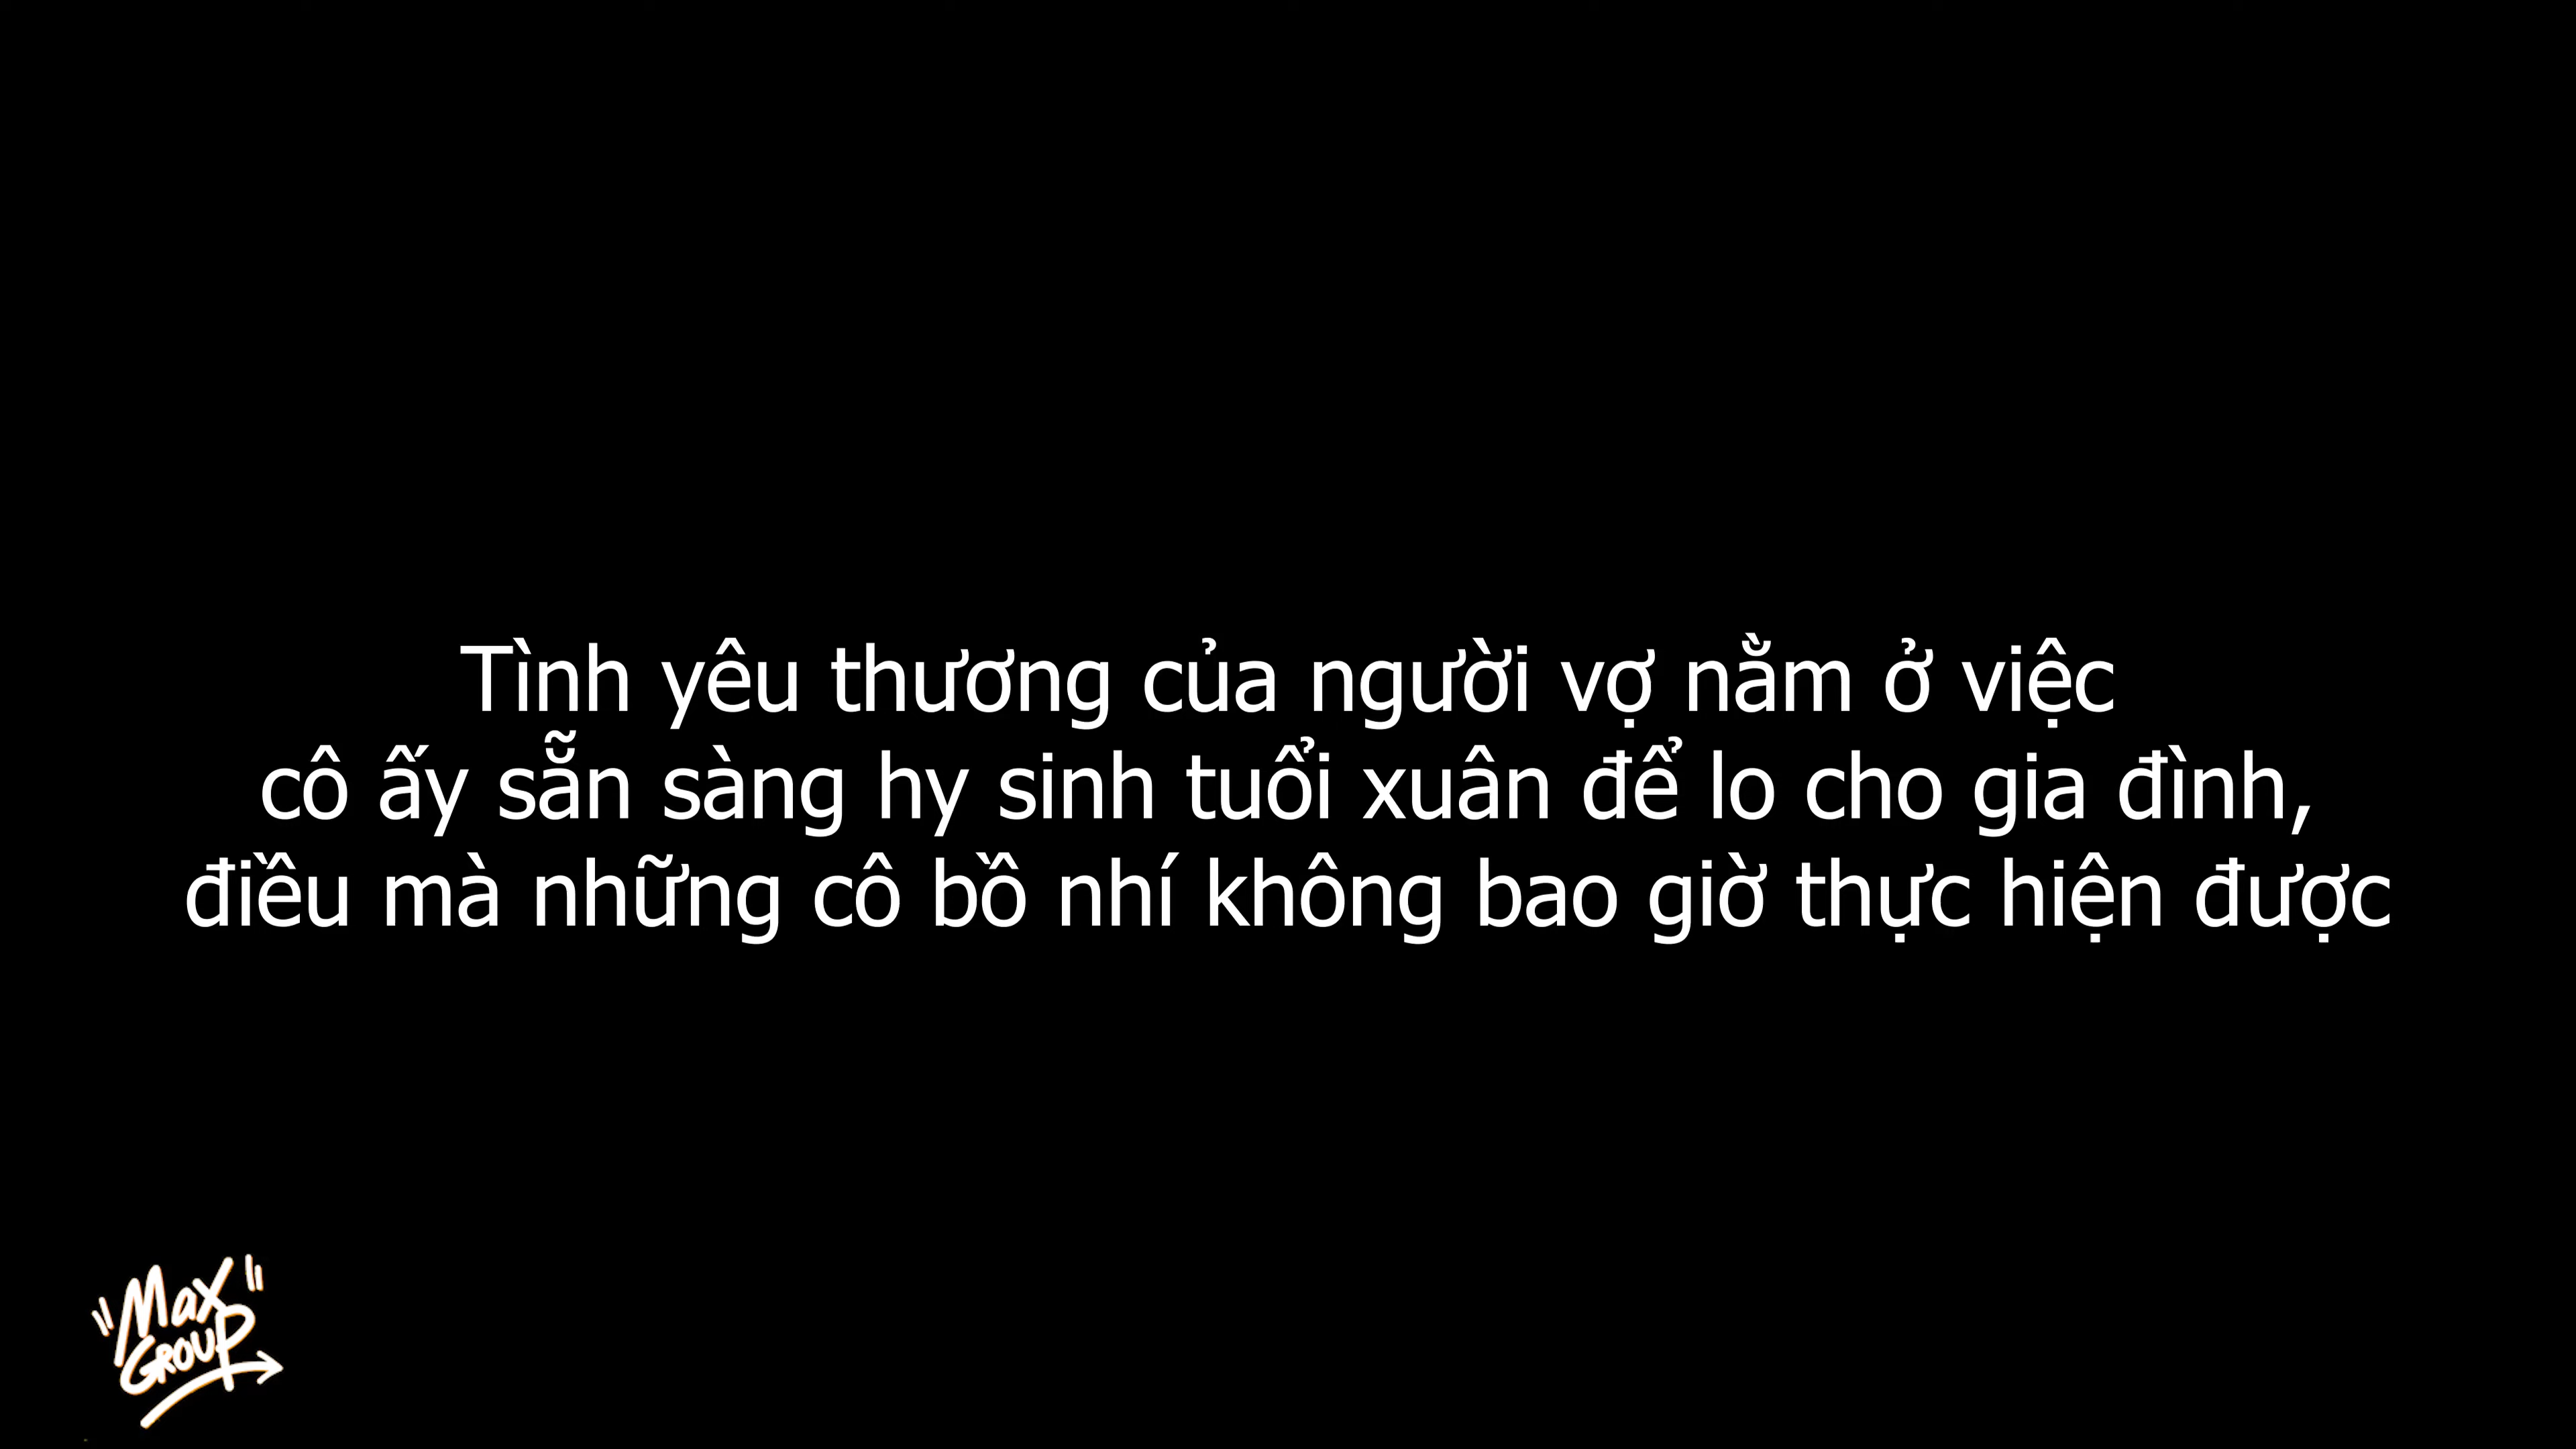 Tình yêu thương của người vợ nằm ở việc
cô ấy sẵn sàng hy sinh tuổi xuân để lo cho gia đình,
điều mà những cô bồ nhí không bao giờ thực hiện được
"Max"
GROUP